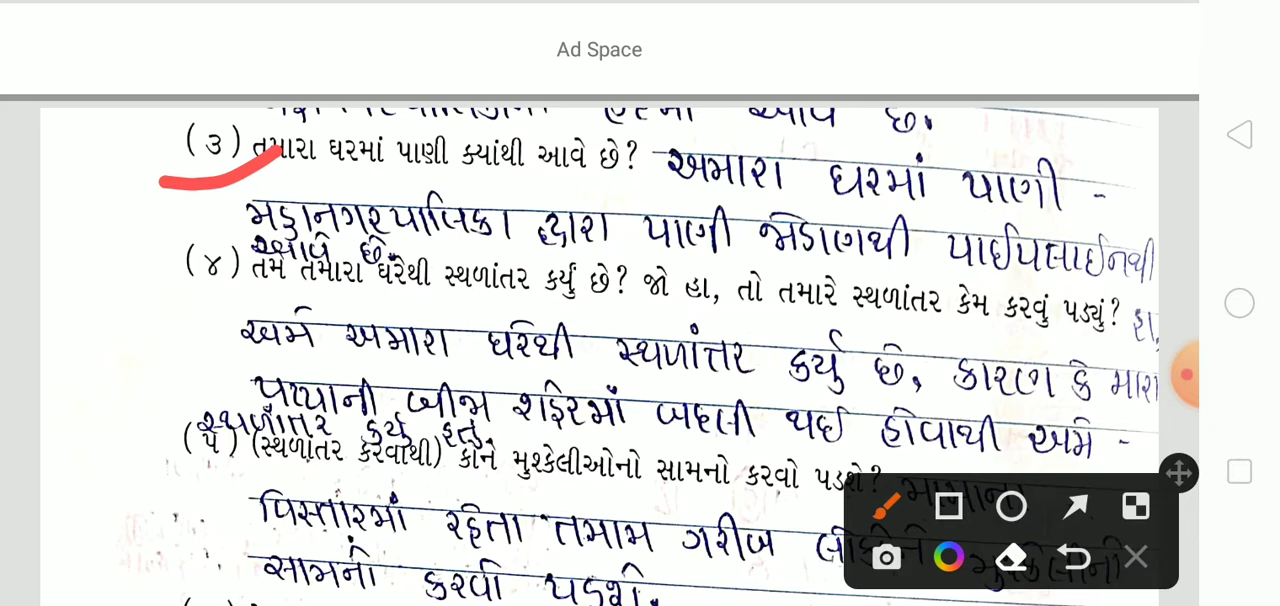 Ad Space
છે.
(૩) તમારા ઘરમાં પાણી ક્યાંથી આવે છે? અમારા ઘરમાં પાણી -
મહાનગરપાલિકા દ્વારા પાણી જોડાણથી પાઈપલાઈનથી
આવે છે.
(૪) તમે તમારા ઘરેથી સ્થળાંતર કર્યું છે? જો હા, તો તમારે સ્થળાંતર કેમ કરવું પડ્યું? હા,
અમે અમારા ઘરેથી સ્થળાંતર કર્યુ છે, કારણ કે મારા
પપ્પાની બીજા શહેરમાં બદલી થઈ હોવાથી અમે -
સ્થળાંતર કર્યુ હતું.
(૫) (સ્થળાંતર કરવાથી) કોને મુશ્કેલીઓનો સામનો કરવો પડશે?
વિસ્તારમાં રહેતા તમામ ગરીબ લોકોને મુશ્કેલીનો
સામનો કરવો પડશે.